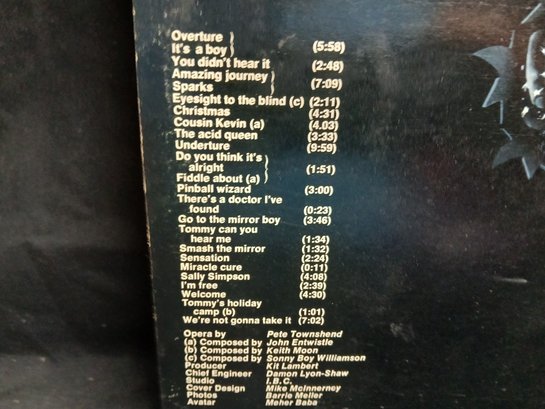 Overture
It's a boy (5:58)
You didn't hear it (2:48)
Amazing journey
Sparks (7:09)
Eyesight to the blind (c) (2:11)
Christmas (4:31)
Cousin Kevin (a) (4.03)
The acid queen (3:33)
Underture (9:59)
Do you think it's
alright (1:51)
Fiddle about (a)
Pinball wizard (3:00)
There's a doctor I've
found (0:23)
Go to the mirror boy (3:46)
Tommy can you
hear me (1:34)
Smash the mirror (1:32)
Sensation (2:24)
Miracle cure (0:11)
Sally Simpson (4:08)
I'm free (2:39)
Welcome (4:30)
Tommy's holiday
camp (b) (1:01)
We're not gonna take it (7:02)
Opera by Pete Townshend
(a) Composed by John Entwistle
(b) Composed by Keith Moon
(c) Composed by Sonny Boy Williamson
Producer Kit Lambert
Chief Engineer Damon Lyon-Shaw
Studio I.B.C.
Cover Design Mike McInnerney
Photos Barrie Meller
Avatar Meher Baba